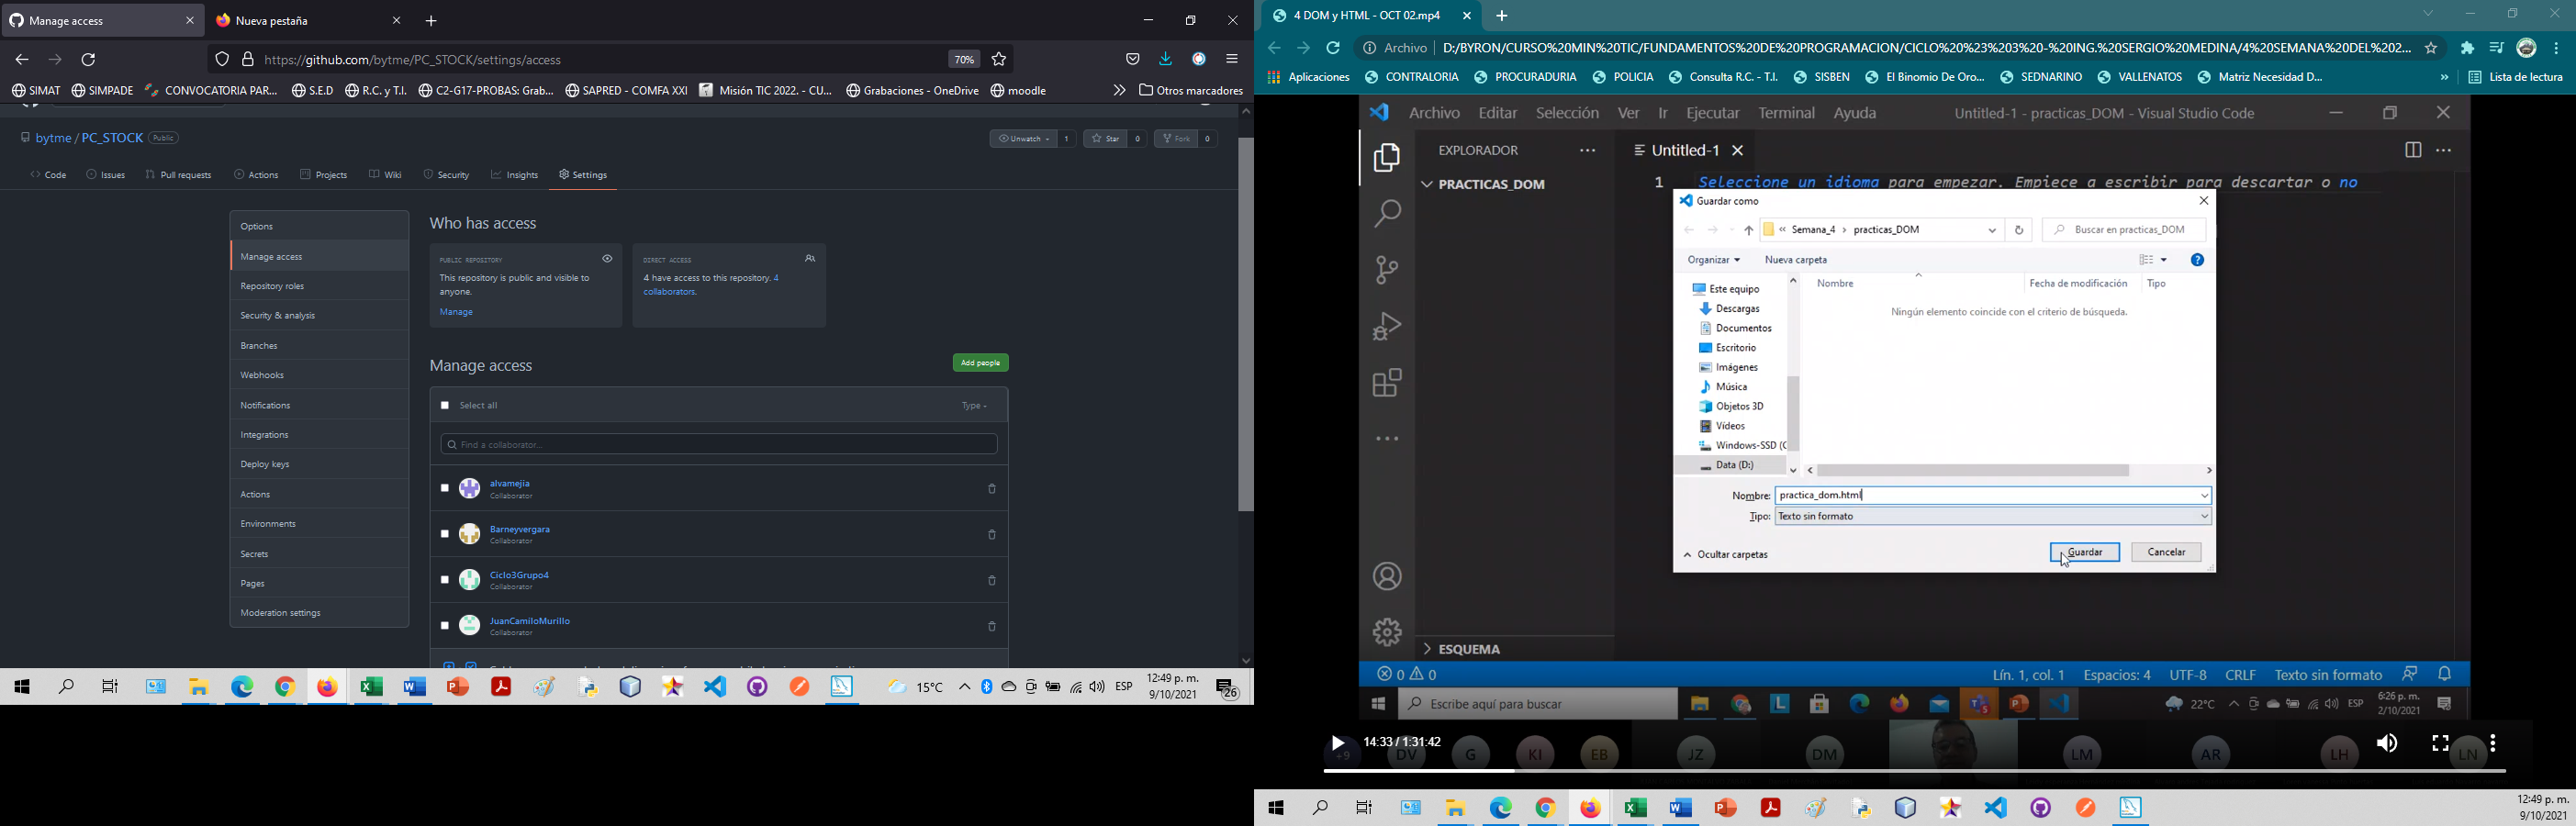 Manage access
Nueva pestaña
https://github.com/bytme/PC_STOCK/settings/access
70%
SIMAT
SIMPADE
CONVOCATORIA PAR...
S.E.D
R.C. y T.I.
C2-G17-PROBAS: Grab...
SAPRED - COMFA XXI
Misión TIC 2022. - CU...
Grabaciones - OneDrive
moodle
Otros marcadores
bytme / PC_STOCK Public
Unwatch 1
Star 0
Fork 0
Code
Issues
Pull requests
Actions
Projects
Wiki
Security
Insights
Settings
Options
Manage access
Repository roles
Security & analysis
Branches
Webhooks
Notifications
Integrations
Deploy keys
Actions
Environments
Secrets
Pages
Moderation settings
Who has access
PUBLIC REPOSITORY
This repository is public and visible to
anyone.
Manage
DIRECT ACCESS
4 have access to this repository. 4
collaborators.
Manage access
Add people
Select all
Type
Find a collaborator...
alvamejia
Collaborator
Barneyvergara
Collaborator
Ciclo3Grupo4
Collaborator
JuanCamiloMurillo
Collaborator
15°C
ESP
12:49 p. m.
9/10/2021
26
4 DOM y HTML - OCT 02.mp4
Archivo
D:/BYRON/CURSO%20MIN%20TIC/FUNDAMENTOS%20DE%20PROGRAMACION/CICLO%20%23%203%20-%20ING.%20SERGIO%20MEDINA/4%20SEMANA%20DEL%202...
Aplicaciones
CONTRALORIA
PROCURADURIA
POLICIA
Consulta R.C. - T.I.
SISBEN
El Binomio De Oro...
SEDNARINO
VALLENATOS
Matriz Necesidad D...
Lista de lectura
Archivo Editar Selección Ver Ir Ejecutar Terminal Ayuda
Untitled-1 - practicas_DOM - Visual Studio Code
EXPLORADOR
Untitled-1
PRACTICAS_DOM
1 Seleccione un idioma para empezar. Empiece a escribir para descartar o no
Guardar como
« Semana_4 › practicas_DOM
Buscar en practicas_DOM
Organizar
Nueva carpeta
Este equipo
Descargas
Documentos
Escritorio
Imágenes
Música
Objetos 3D
Vídeos
Windows-SSD (C
Data (D:)
Nombre
Fecha de modificación
Tipo
Ningún elemento coincide con el criterio de búsqueda.
Nombre: practica_dom.html
Tipo: Texto sin formato
Ocultar carpetas
Guardar
Cancelar
ESQUEMA
0 0
Lín. 1, col. 1
Espacios: 4
UTF-8
CRLF
Texto sin formato
Escribe aquí para buscar
22°C
ESP
6:26 p. m.
2/10/2021
14:33 / 1:31:42
+9
DV
G
KI
EB
JZ
DM
LM
AR
LH
LN
12:49 p. m.
9/10/2021